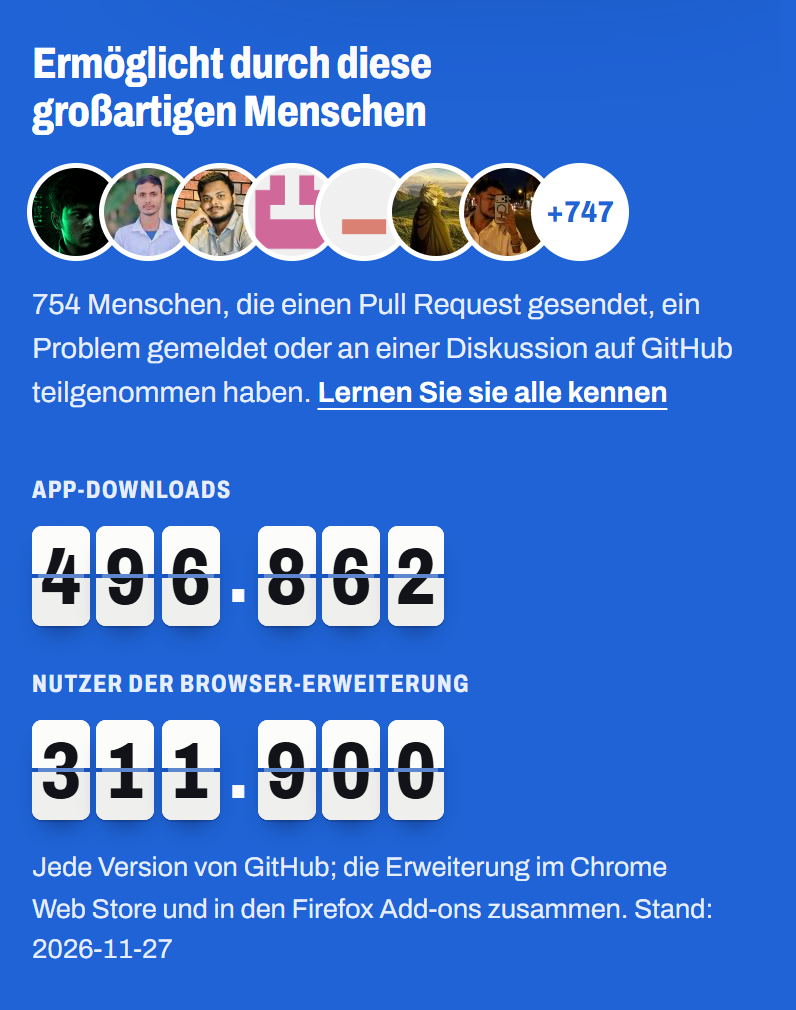 Ermöglicht durch diese
großartigen Menschen
+747
754 Menschen, die einen Pull Request gesendet, ein
Problem gemeldet oder an einer Diskussion auf GitHub
teilgenommen haben. Lernen Sie sie alle kennen
APP-DOWNLOADS
496.862
NUTZER DER BROWSER-ERWEITERUNG
311.900
Jede Version von GitHub; die Erweiterung im Chrome
Web Store und in den Firefox Add-ons zusammen. Stand:
2026-11-27